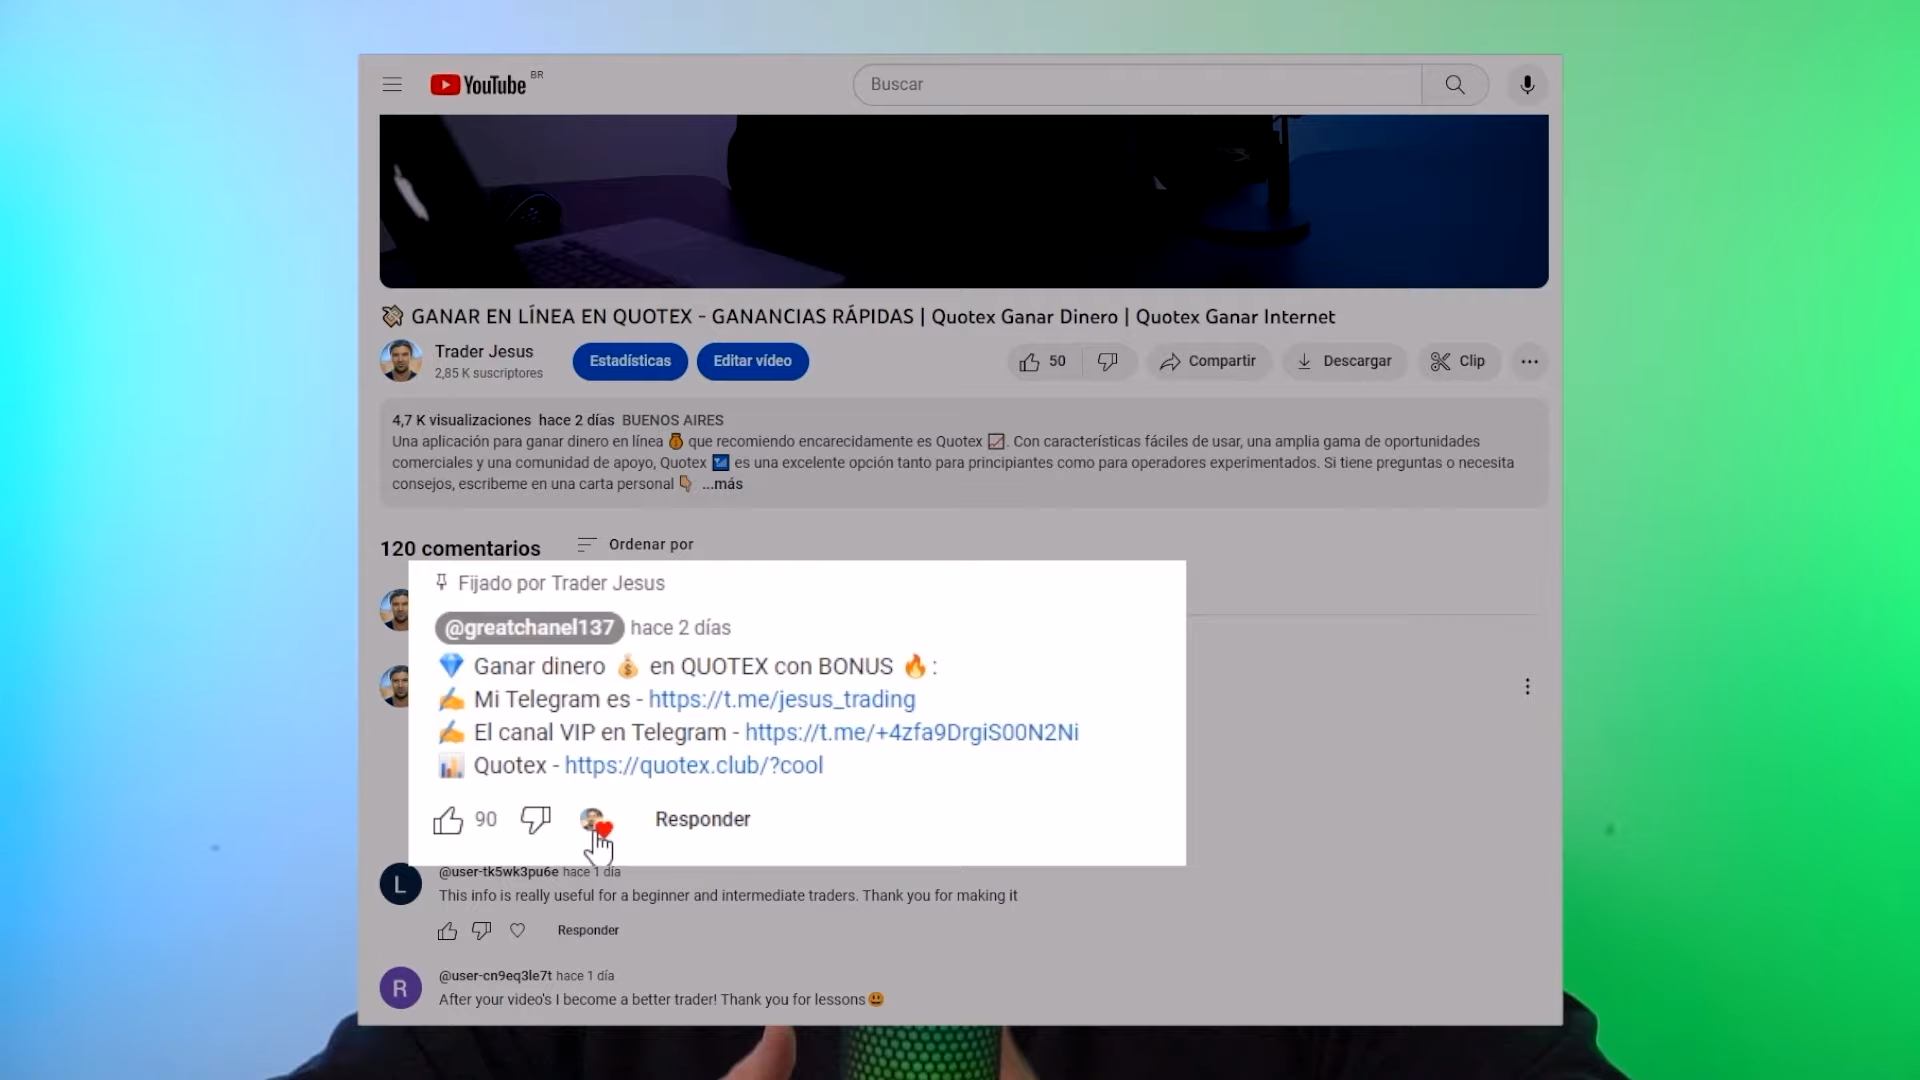 YouTube BR
Buscar
GANAR EN LÍNEA EN QUOTEX - GANANCIAS RÁPIDAS | Quotex Ganar Dinero | Quotex Ganar Internet
Trader Jesus
2,85 K suscriptores
Estadísticas
Editar vídeo
50
Compartir
Descargar
Clip
4,7 K visualizaciones hace 2 días BUENOS AIRES
Una aplicación para ganar dinero en línea 💰 que recomiendo encarecidamente es Quotex 📈. Con características fáciles de usar, una amplia gama de oportunidades
comerciales y una comunidad de apoyo, Quotex 📶 es una excelente opción tanto para principiantes como para operadores experimentados. Si tiene preguntas o necesita
consejos, escribeme en una carta personal 👇 ...más
120 comentarios
Ordenar por
Fijado por Trader Jesus
@greatchanel137 hace 2 días
💎 Ganar dinero 💰 en QUOTEX con BONUS 🔥 :
✍ Mi Telegram es - https://t.me/jesus_trading
✍ El canal VIP en Telegram - https://t.me/+4zfa9DrgiS00N2Ni
📊 Quotex - https://quotex.club/?cool
90
Responder
L
@user-tk5wk3pu6e hace 1 día
This info is really useful for a beginner and intermediate traders. Thank you for making it
Responder
R
@user-cn9eq3le7t hace 1 día
After your video's I become a better trader! Thank you for lessons😃